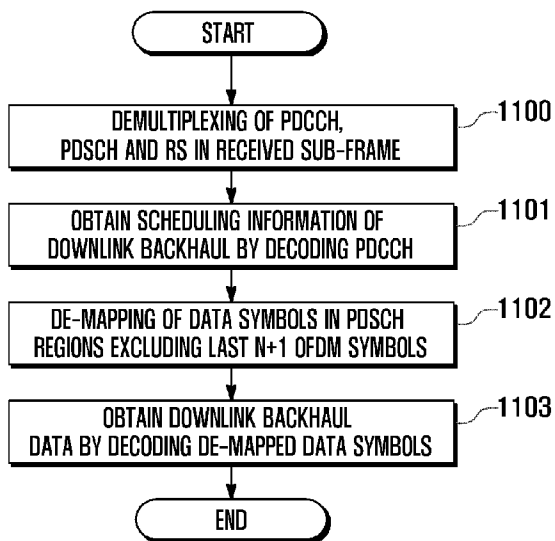 START
DEMULTIPLEXING OF PDCCH,
PDSCH AND RS IN RECEIVED SUB-FRAME
1100
OBTAIN SCHEDULING INFORMATION OF
DOWNLINK BACKHAUL BY DECODING PDCCH
1101
DE-MAPPING OF DATA SYMBOLS IN PDSCH
REGIONS EXCLUDING LAST N+1 OFDM SYMBOLS
1102
OBTAIN DOWNLINK BACKHAUL
DATA BY DECODING DE-MAPPED DATA SYMBOLS
1103
END